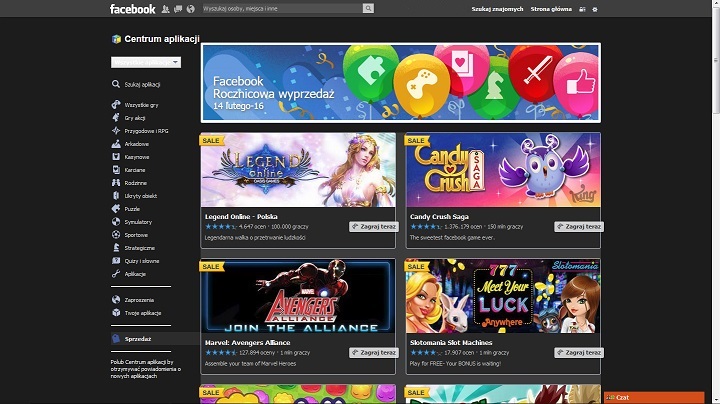 facebook
Wyszukaj osoby, miejsca i inne
Szukaj znajomych
Strona główna
Centrum aplikacji
Szukaj aplikacji
Wszystkie gry
Gry akcji
Przygodowe i RPG
Arkadowe
Kasynowe
Karciane
Rodzinne
Ukryty obiekt
Puzzle
Symulatory
Sportowe
Strategiczne
Quizy i słowne
Aplikacje
Zaproszenia
Twoje aplikacje
Sprzedaż
Polub Centrum aplikacji by
otrzymywać powiadomienia o
nowych aplikacjach
Facebook
Roczhicowa wyprzedaż
14 lutego-16
SALE
LEGEND
Online
OASIS GAMES
Legend Online - Polska
4.647 ocen · 100.000 graczy
Zagraj teraz
Legendarna walka o przetrwanie ludzkości
SALE
Candy
Crush
SAGA
King
Candy Crush Saga
1.376.179 ocen · 150 mln graczy
Zagraj teraz
The sweetest facebook game ever.
SALE
MARVEL
AVENGERS
ALLIANCE
JOIN THE ALLIANCE
Marvel: Avengers Alliance
127.894 oceny · 1 mln graczy
Zagraj teraz
Assemble your team of Marvel Heroes
SALE
777
Slotomania
Meet Your
LUCK
Anywhere
Slotomania Slot Machines
17.907 ocen · 1 mln graczy
Zagraj teraz
Play for FREE- Your BONUS is waiting!
SALE
SALE
Czat